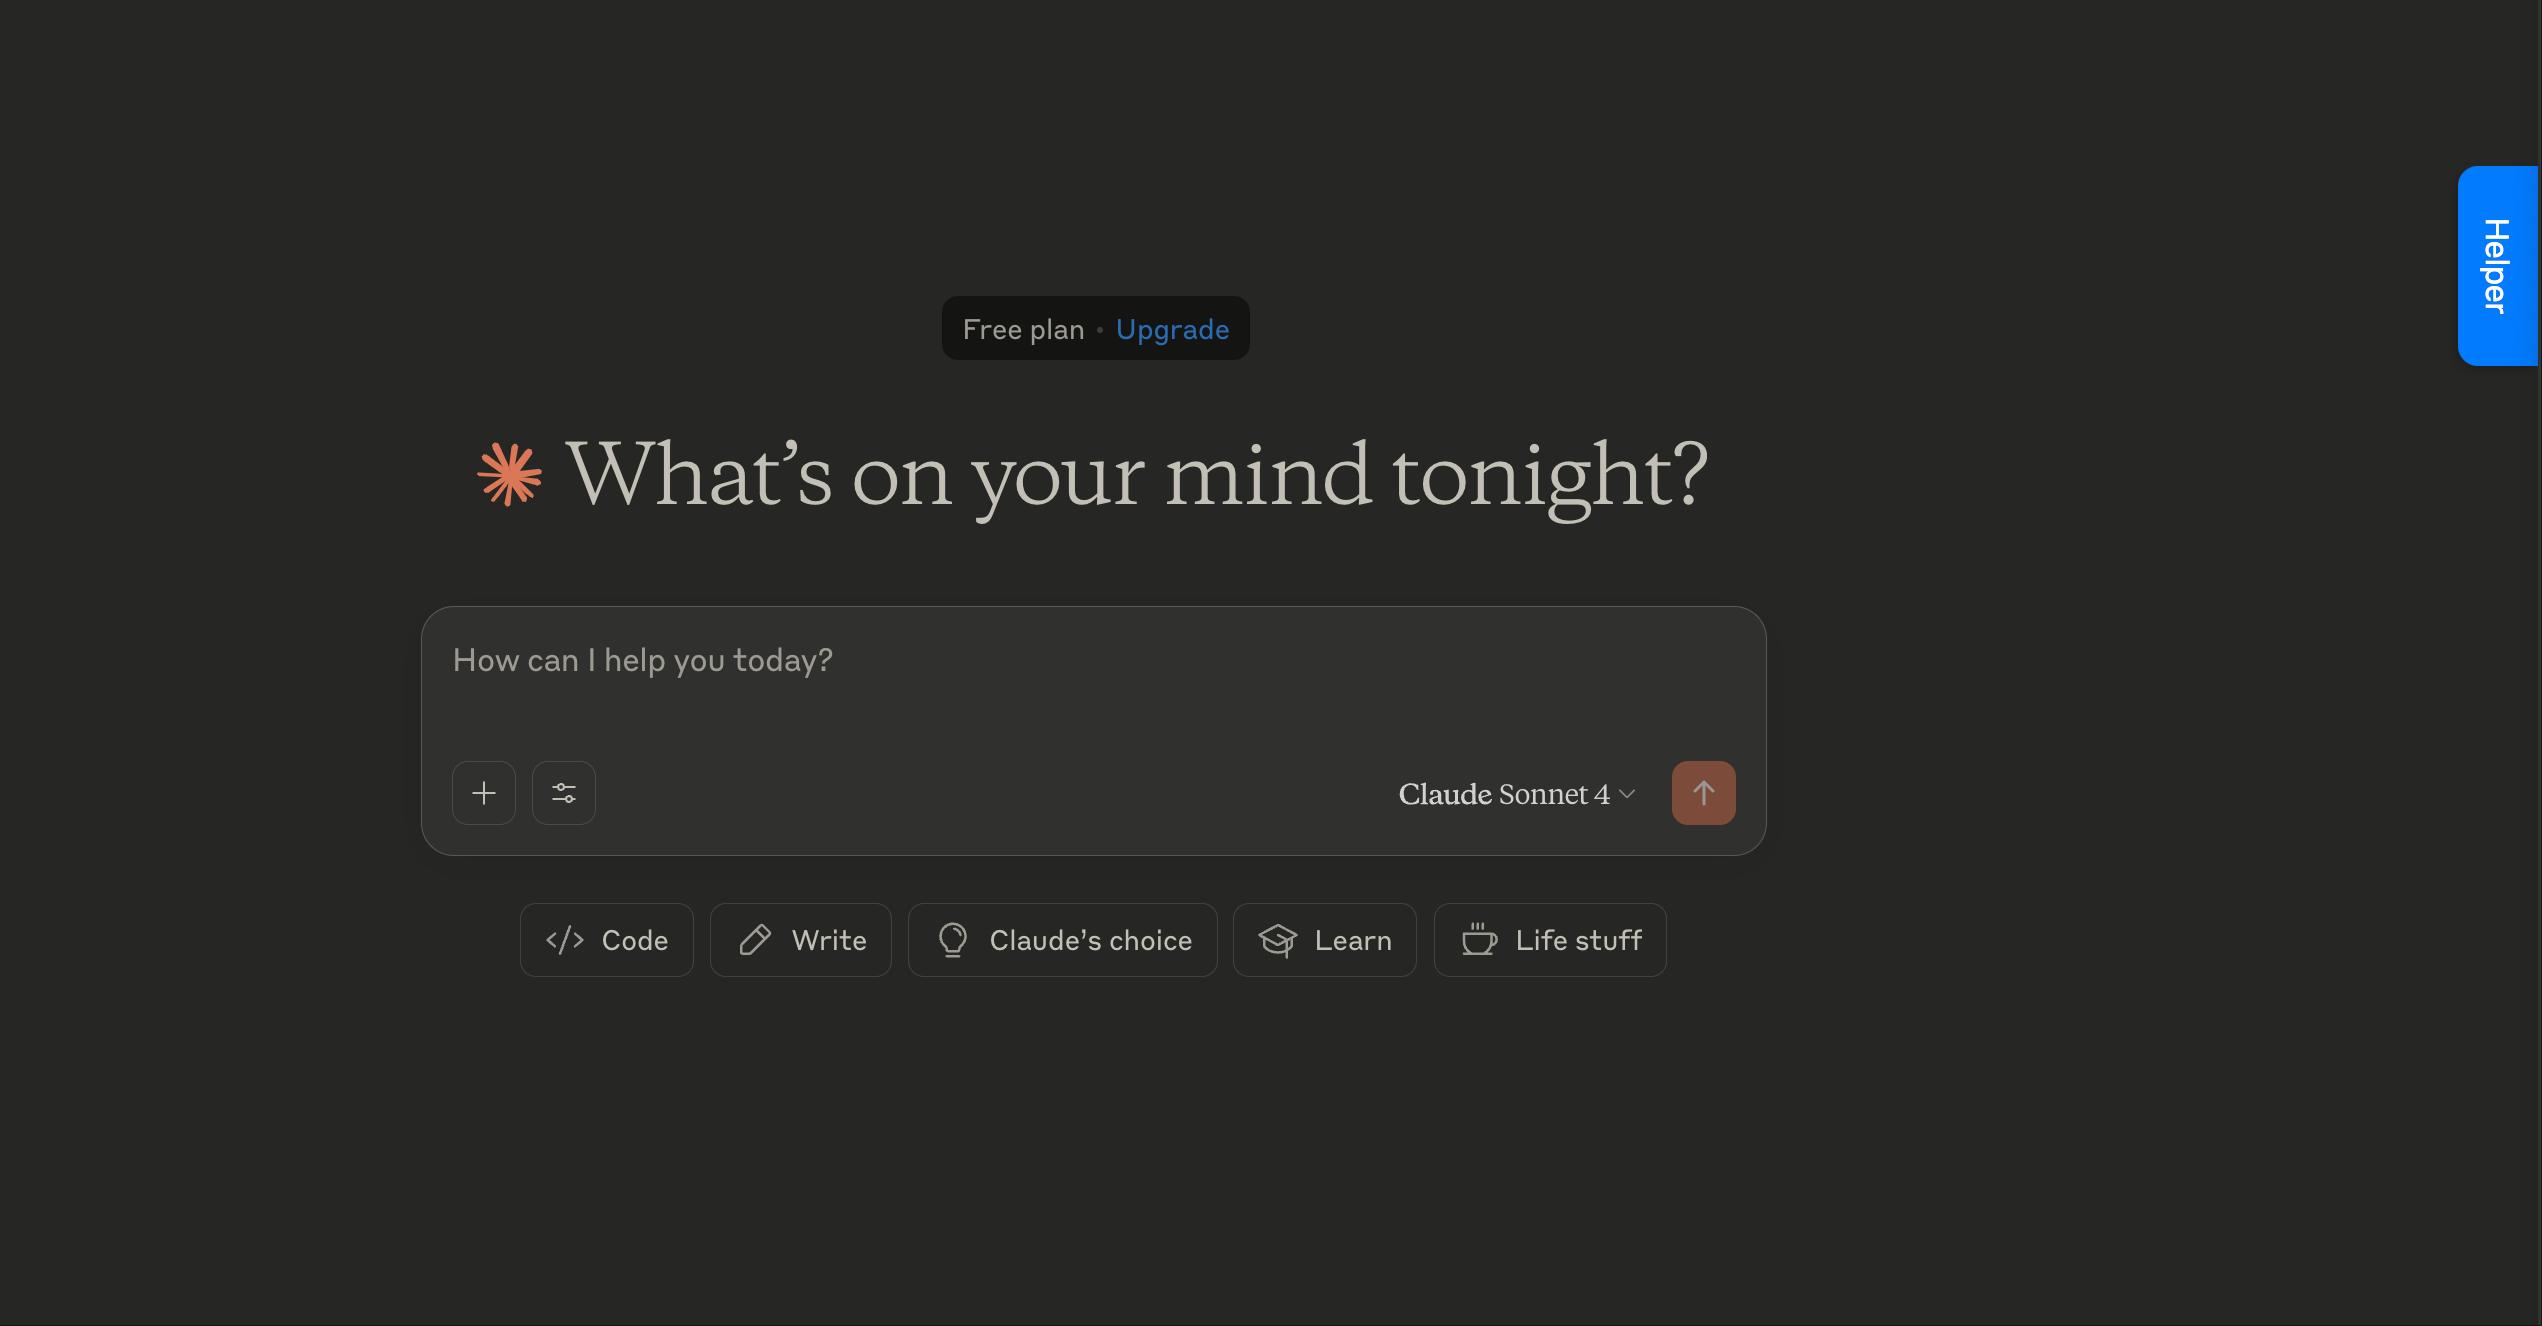 Helper
Free plan • Upgrade
What’s on your mind tonight?
How can I help you today?
Claude Sonnet 4
Code
Write
Claude’s choice
Learn
Life stuff